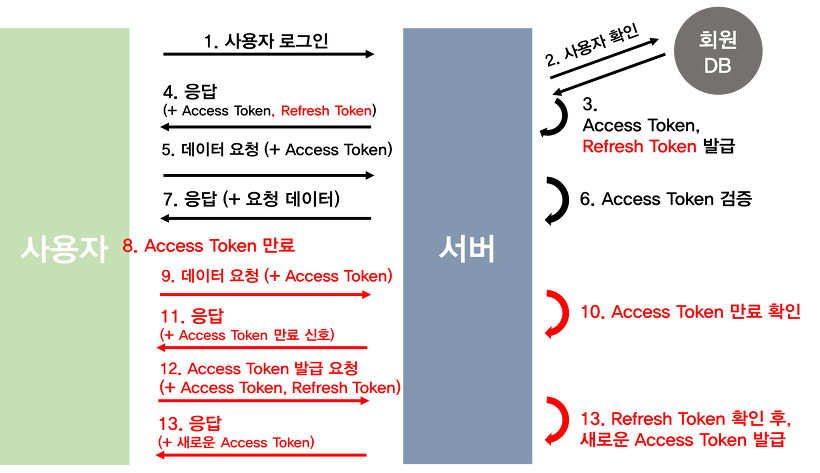 1. 사용자 로그인
2. 사용자 확인
회원
DB
3.
Access Token,
Refresh Token 발급
4. 응답
(+ Access Token, Refresh Token)
5. 데이터 요청 (+ Access Token)
6. Access Token 검증
7. 응답 (+ 요청 데이터)
사용자
서버
8. Access Token 만료
9. 데이터 요청 (+ Access Token)
10. Access Token 만료 확인
11. 응답
(+ Access Token 만료 신호)
12. Access Token 발급 요청
(+ Access Token, Refresh Token)
13. Refresh Token 확인 후,
새로운 Access Token 발급
13. 응답
(+ 새로운 Access Token)